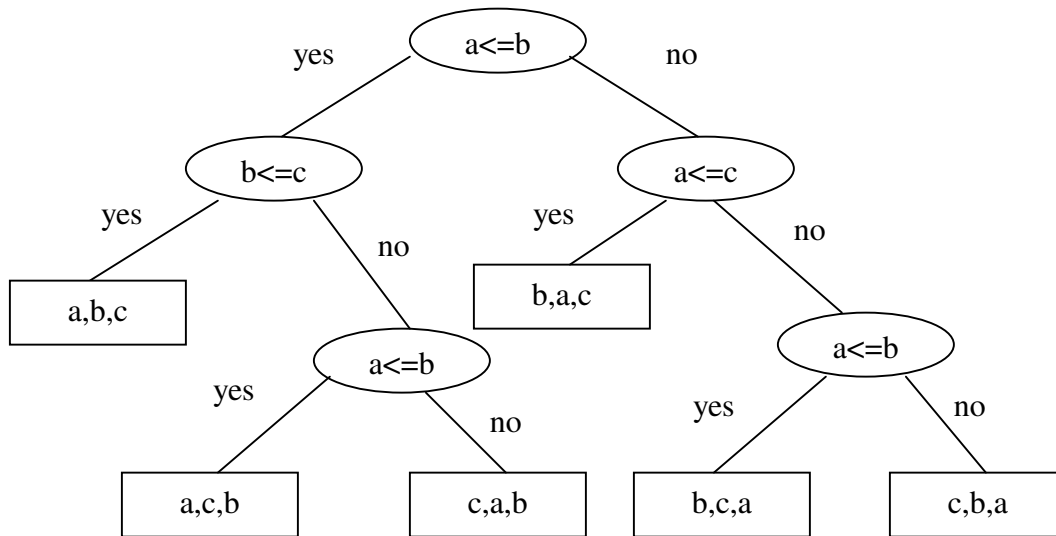 a<=b
yes
no
b<=c
a<=c
yes
no
yes
no
a,b,c
b,a,c
a<=b
a<=b
yes
no
yes
no
a,c,b
c,a,b
b,c,a
c,b,a